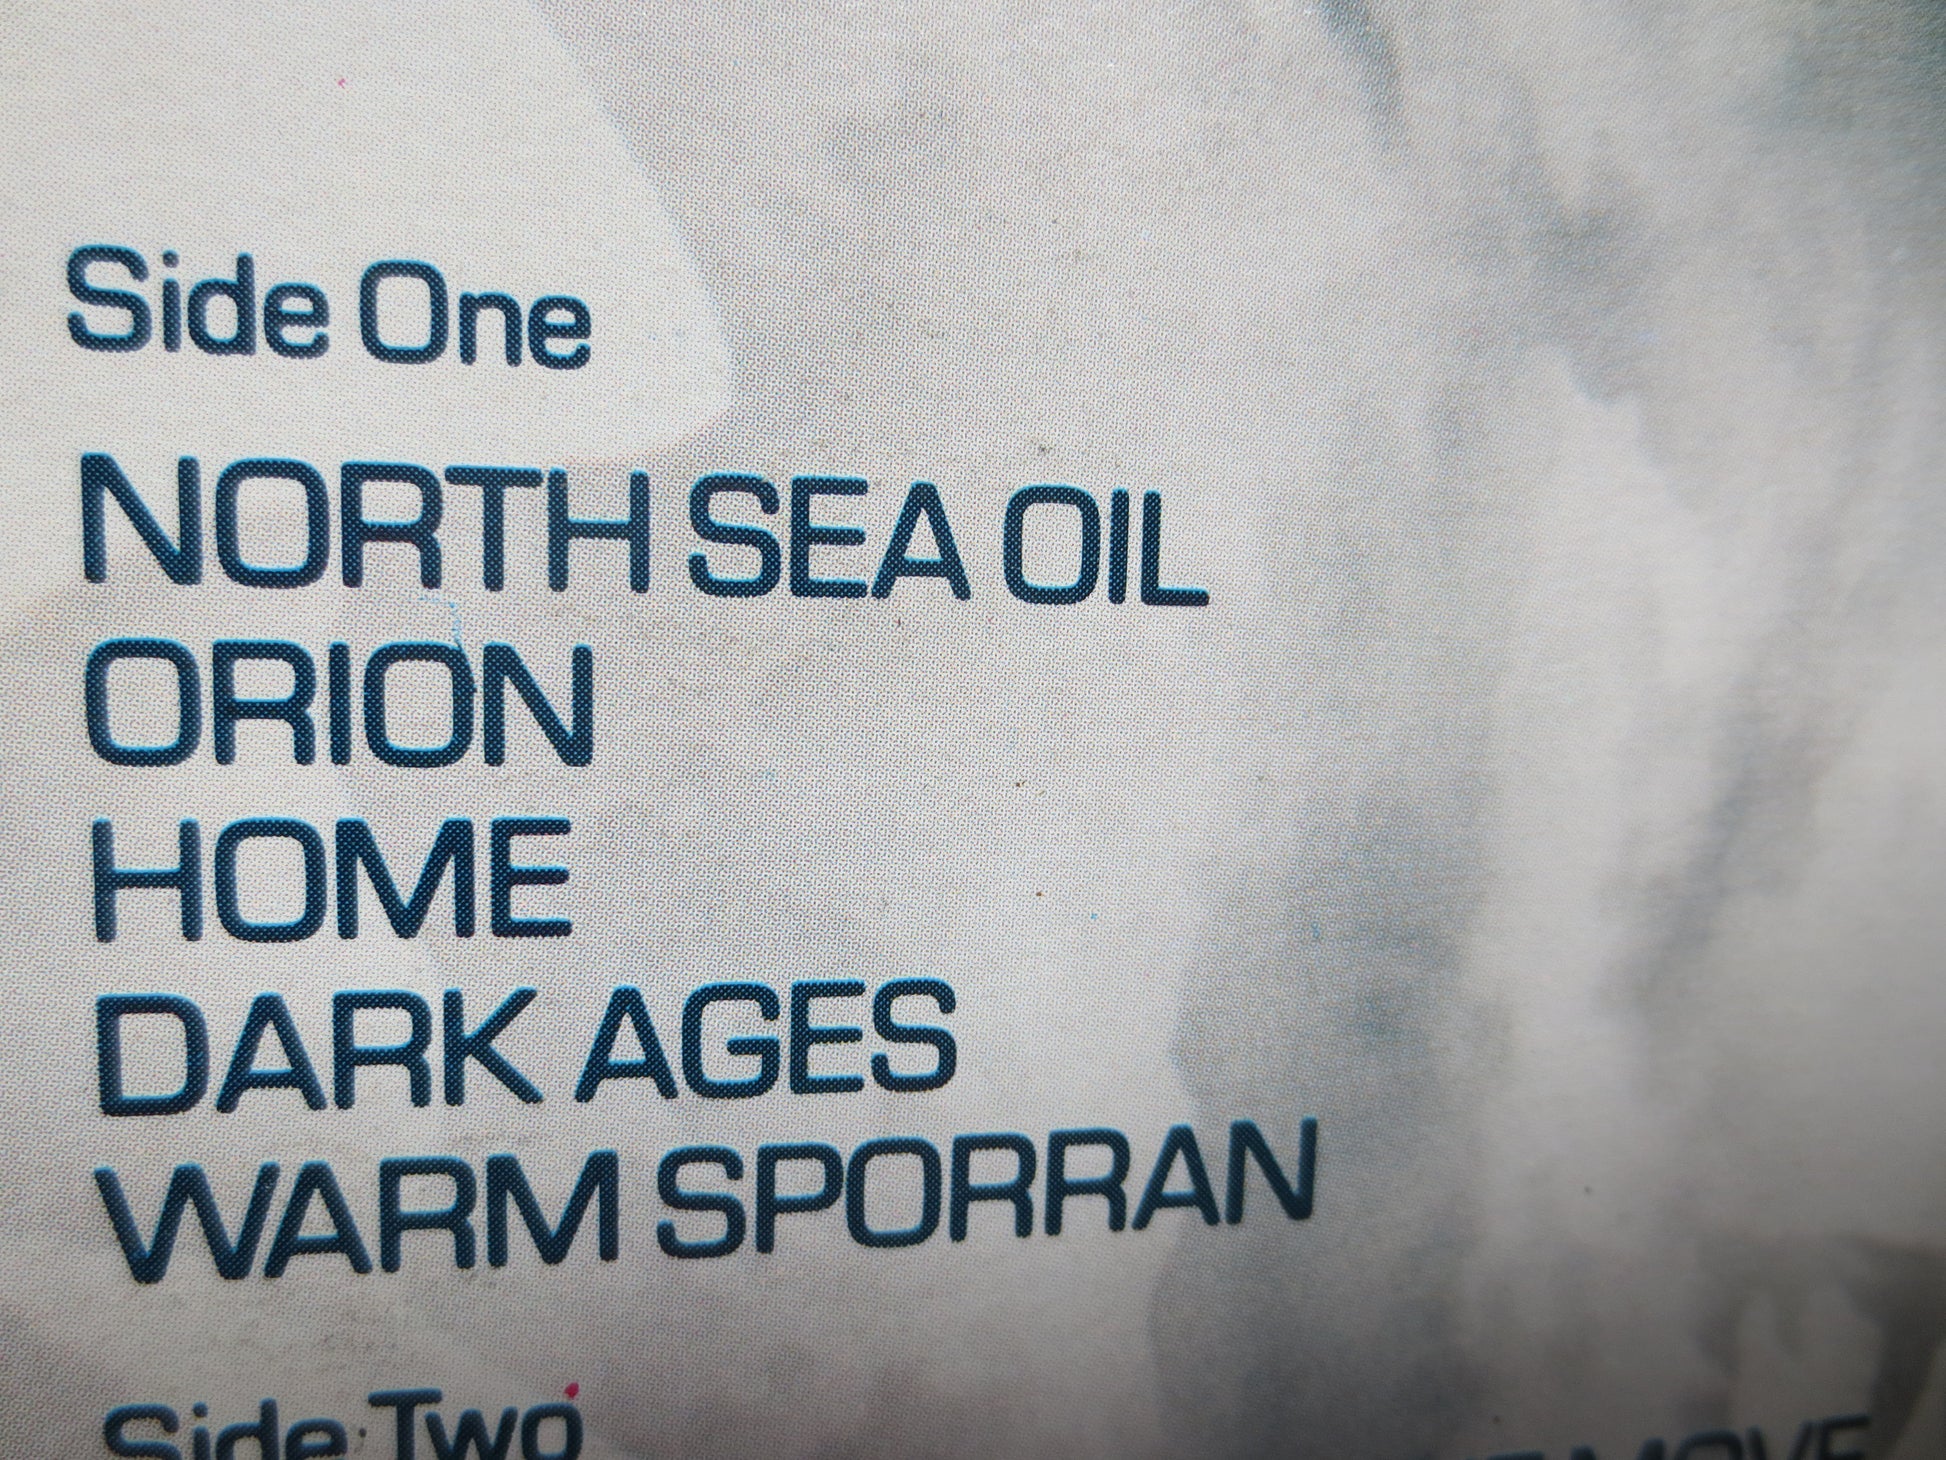 Side One
NORTH SEA OIL
ORION
HOME
DARK AGES
WARM SPORRAN
Side Two